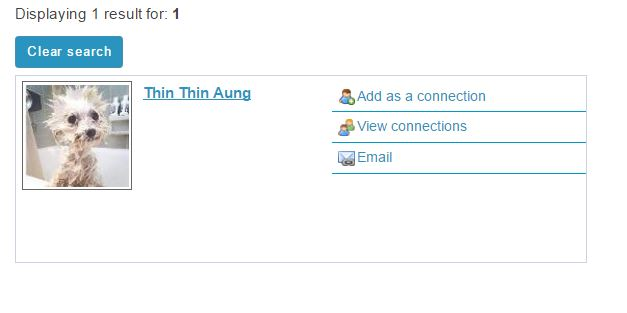 Displaying 1 result for: 1
Clear search
Thin Thin Aung
Add as a connection
View connections
Email